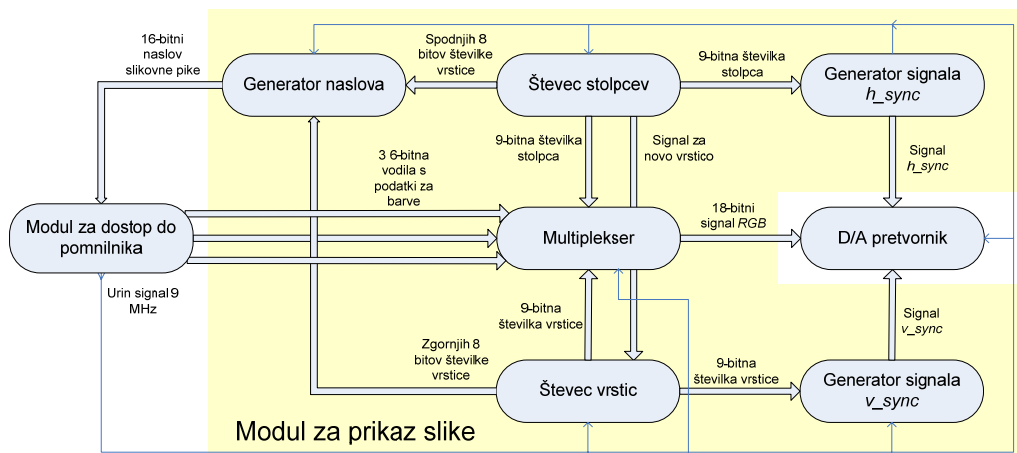 16-bitni
naslov
slikovne pike
Spodnjih 8
bitov številke
vrstice
9-bitna številka
stolpca
Generator naslova
Števec stolpcev
Generator signala
h_sync
3 6-bitna
vodila s
podatki za
barve
9-bitna številka
stolpca
Signal za
novo vrstico
Signal
h_sync
Modul za dostop do
pomnilnika
Multiplekser
18-bitni
signal RGB
D/A pretvornik
Urin signal 9
MHz
9-bitna
številka vrstice
Signal
v_sync
Zgornjih 8
bitov številke
vrstice
9-bitna
številka vrstice
Števec vrstic
Generator signala
v_sync
Modul za prikaz slike